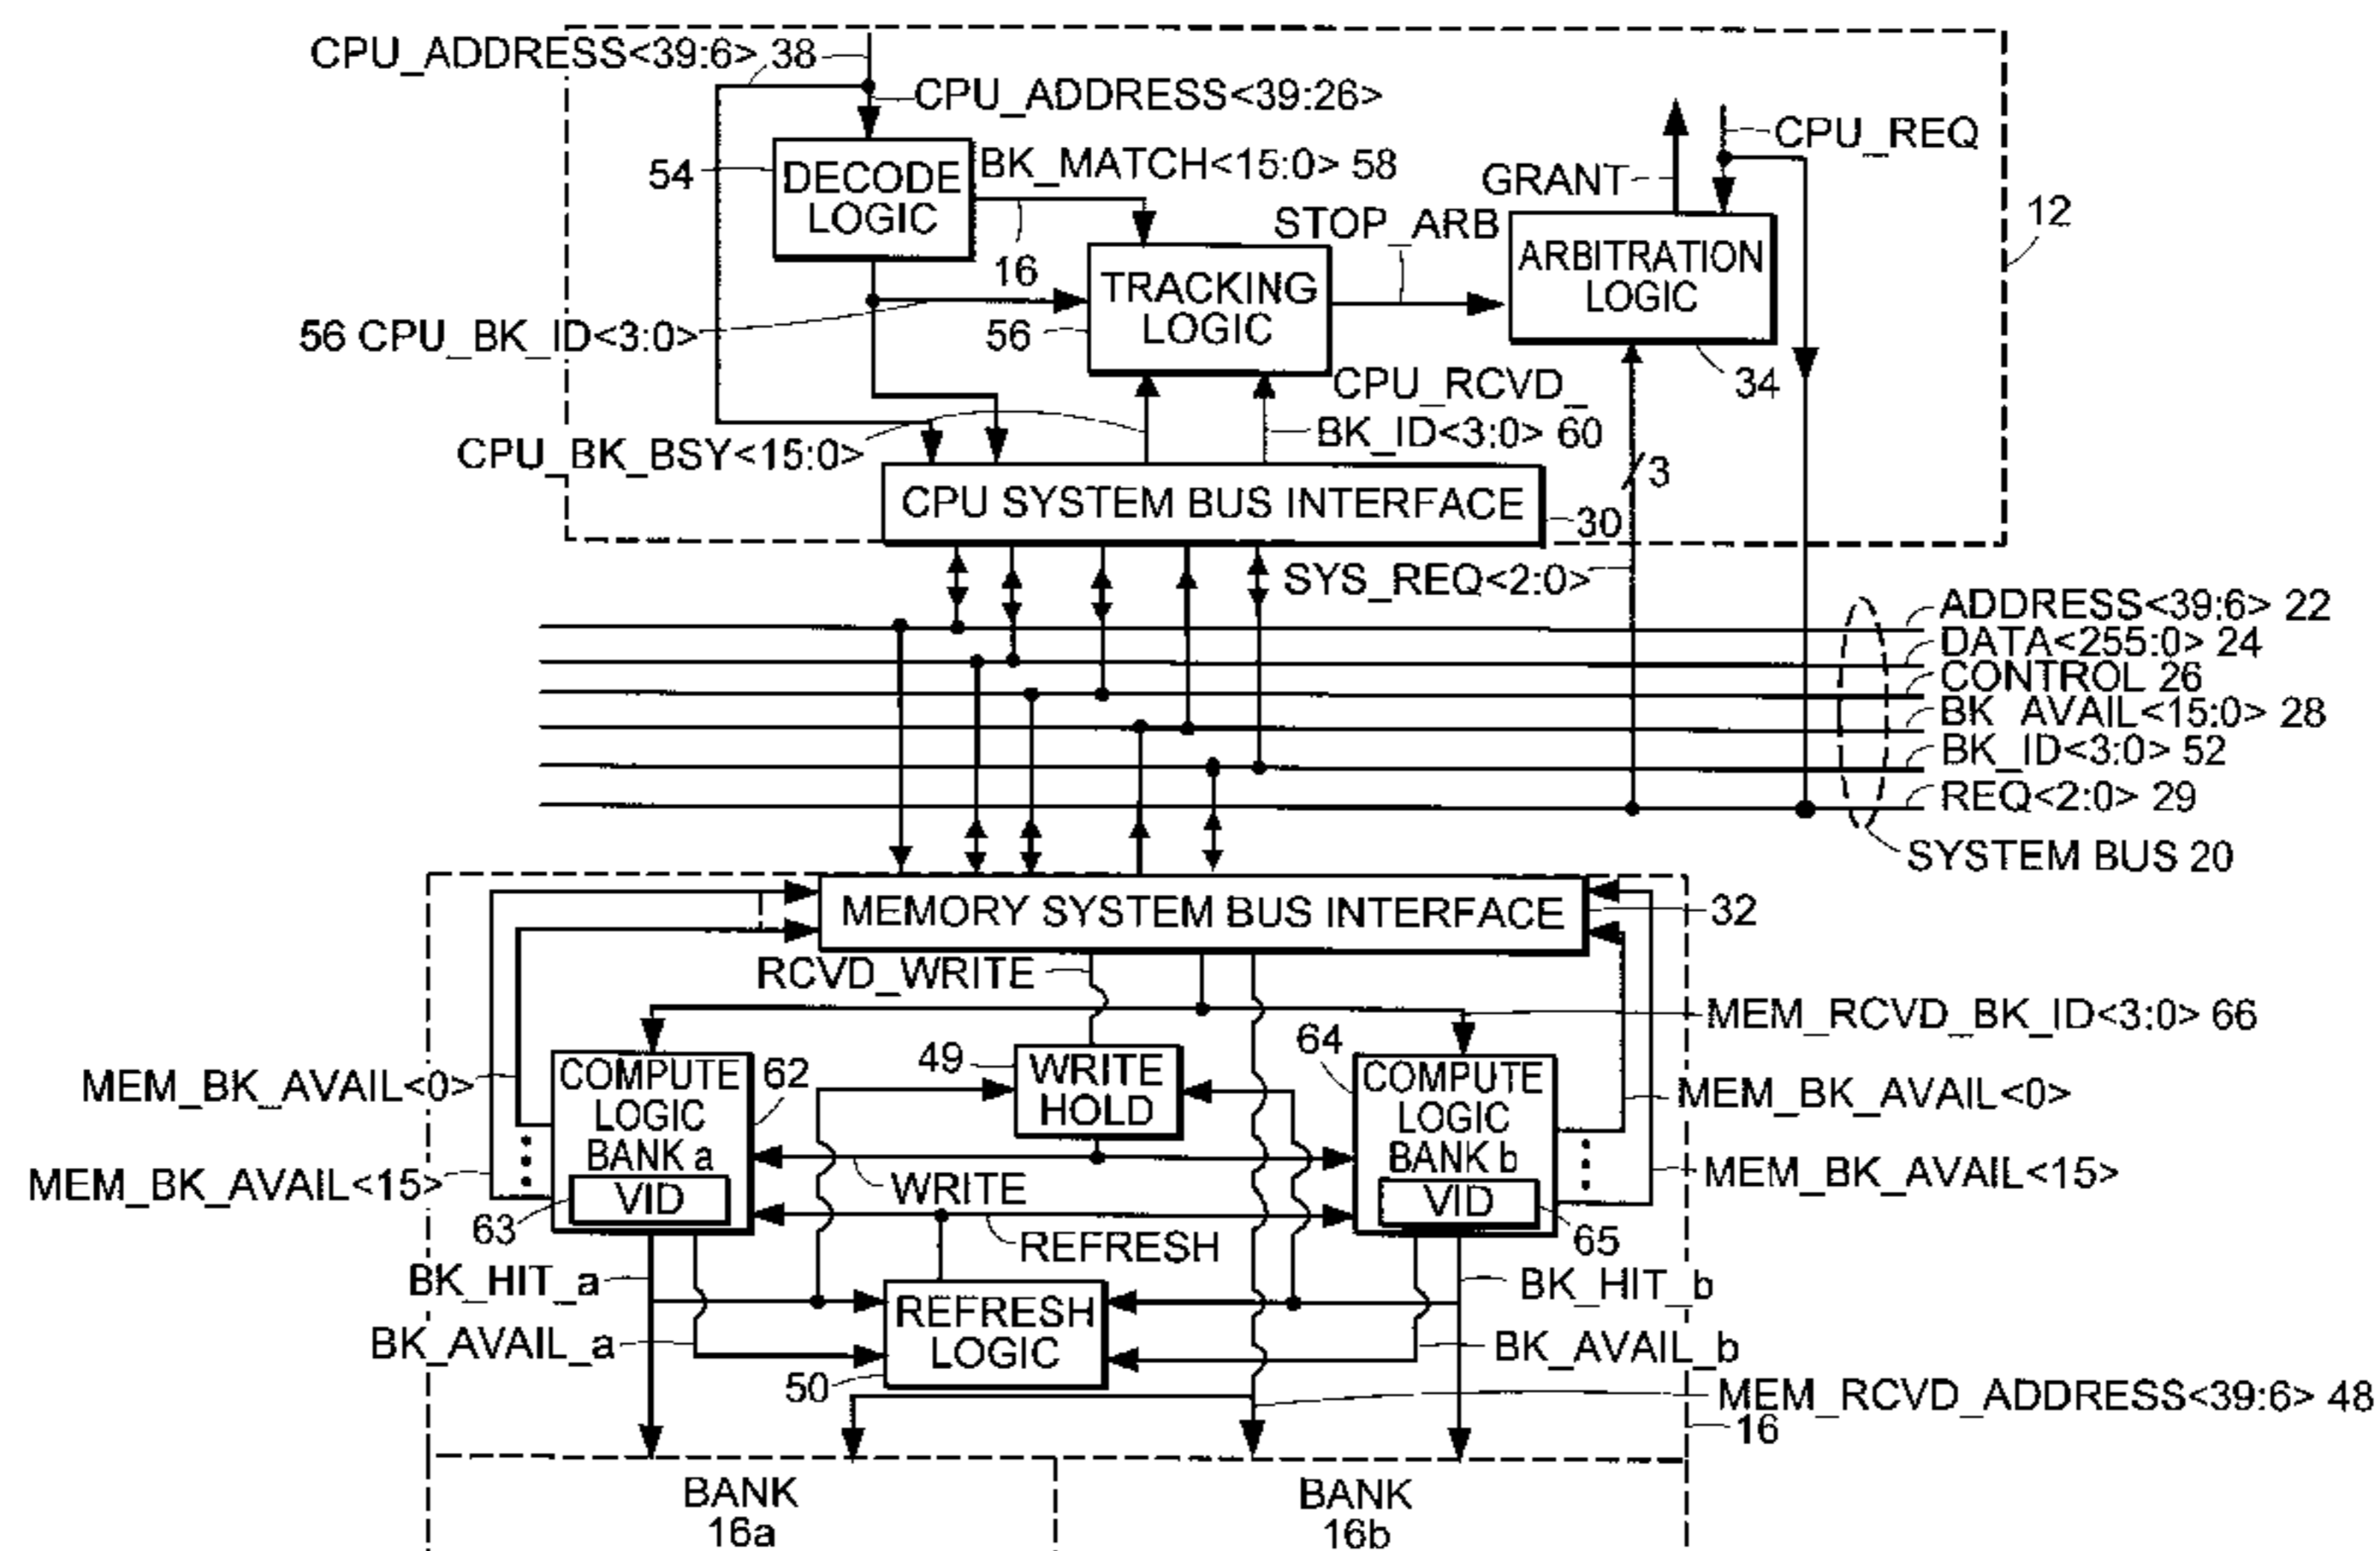 CPU_ADDRESS<39:6> 38
CPU_ADDRESS<39:26>
CPU_REQ
54
DECODE
LOGIC
BK_MATCH<15:0> 58
GRANT
16
STOP_ARB
12
TRACKING
LOGIC
56
ARBITRATION
LOGIC
34
56 CPU_BK_ID<3:0>
CPU_RCVD_
BK_ID<3:0> 60
CPU_BK_BSY<15:0>
3
CPU SYSTEM BUS INTERFACE
30
SYS_REQ<2:0>
ADDRESS<39:6> 22
DATA<255:0> 24
CONTROL 26
BK_AVAIL<15:0> 28
BK_ID<3:0> 52
REQ<2:0> 29
SYSTEM BUS 20
MEMORY SYSTEM BUS INTERFACE
32
RCVD_WRITE
MEM_RCVD_BK_ID<3:0> 66
MEM_BK_AVAIL<0>
COMPUTE
LOGIC
BANK a
VID
62
63
49
WRITE
HOLD
64
COMPUTE
LOGIC
BANK b
VID
65
MEM_BK_AVAIL<0>
MEM_BK_AVAIL<15>
MEM_BK_AVAIL<15>
WRITE
REFRESH
BK_HIT_a
BK_HIT_b
REFRESH
LOGIC
50
BK_AVAIL_a
BK_AVAIL_b
MEM_RCVD_ADDRESS<39:6> 48
16
BANK
16a
BANK
16b